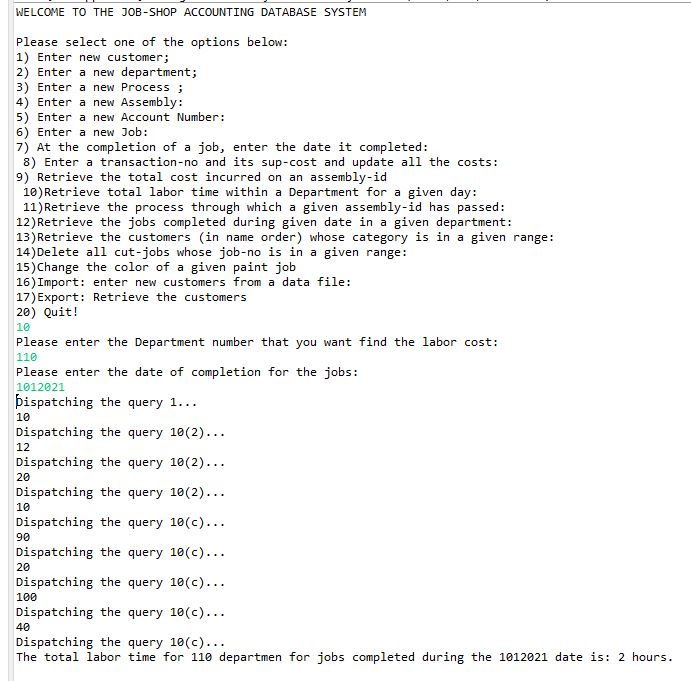 WELCOME TO THE JOB-SHOP ACCOUNTING DATABASE SYSTEM
Please select one of the options below:
1) Enter new customer;
2) Enter a new department;
3) Enter a new Process ;
4) Enter a new Assembly:
5) Enter a new Account Number:
6) Enter a new Job:
7) At the completion of a job, enter the date it completed:
8) Enter a transaction-no and its sup-cost and update all the costs:
9) Retrieve the total cost incurred on an assembly-id
10)Retrieve total labor time within a Department for a given day:
11)Retrieve the process through which a given assembly-id has passed:
12)Retrieve the jobs completed during given date in a given department:
13)Retrieve the customers (in name order) whose category is in a given range:
14)Delete all cut-jobs whose job-no is in a given range:
15)Change the color of a given paint job
16)Import: enter new customers from a data file:
17)Export: Retrieve the customers
20) Quit!
10
Please enter the Department number that you want find the labor cost:
110
Please enter the date of completion for the jobs:
1012021
Dispatching the query 1...
10
Dispatching the query 10(2)...
12
Dispatching the query 10(2)...
20
Dispatching the query 10(2)...
10
Dispatching the query 10(c)...
90
Dispatching the query 10(c)...
20
Dispatching the query 10(c)...
100
Dispatching the query 10(c)...
40
Dispatching the query 10(c)...
The total labor time for 110 departmen for jobs completed during the 1012021 date is: 2 hours.